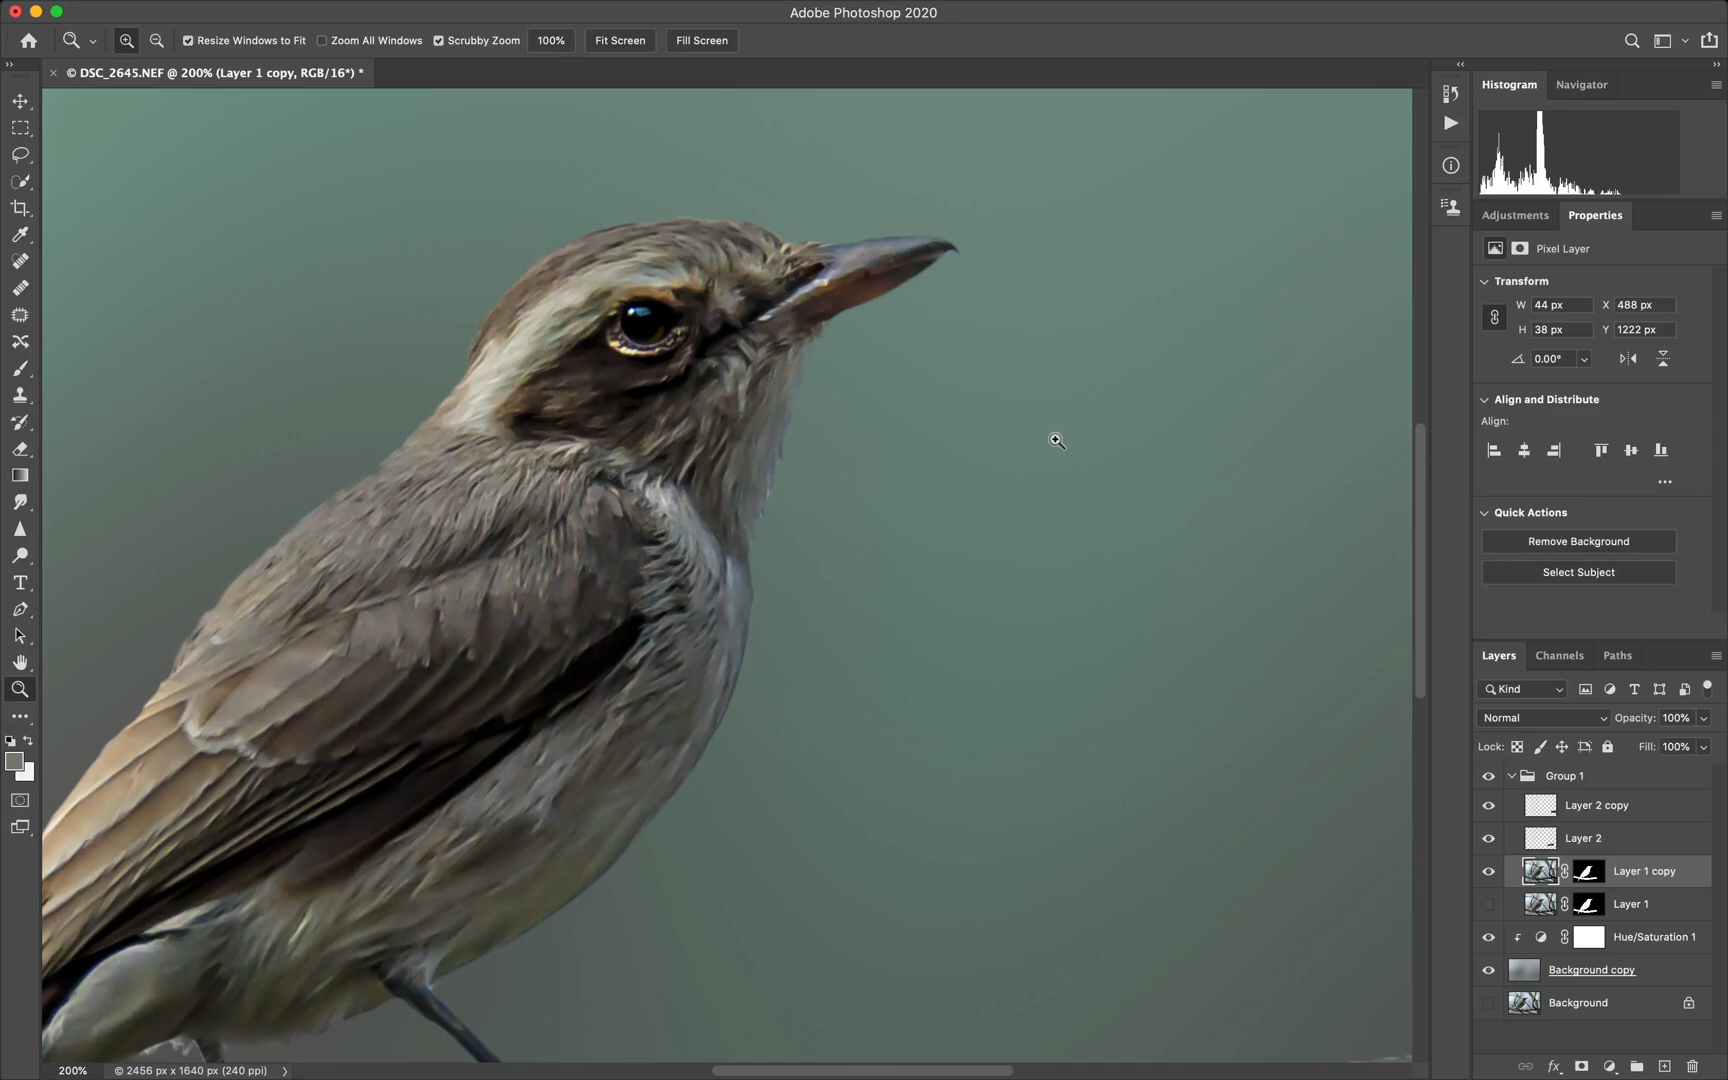 Adobe Photoshop 2020
Resize Windows to Fit
Zoom All Windows
Scrubby Zoom
100%
Fit Screen
Fill Screen
© DSC_2645.NEF @ 200% (Layer 1 copy, RGB/16*) *
Histogram
Navigator
Adjustments
Properties
Pixel Layer
Transform
W 44 px X 488 px
H 38 px Y 1222 px
0.00°
Align and Distribute
Align:
Quick Actions
Remove Background
Select Subject
Layers
Channels
Paths
Kind
Normal
Opacity: 100%
Lock:
Fill: 100%
Group 1
Layer 2 copy
Layer 2
Layer 1 copy
Layer 1
Hue/Saturation 1
Background copy
Background
200%
© 2456 px x 1640 px (240 ppi)